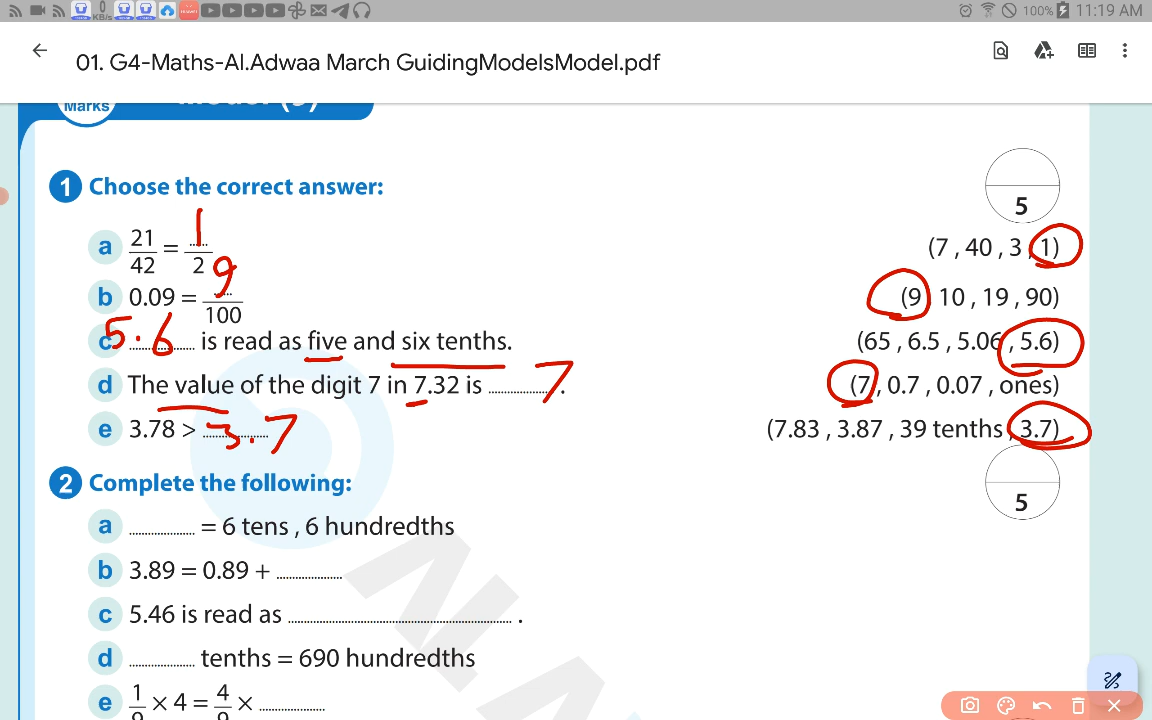 100% 11:19 AM
KB/s
01. G4-Maths-Al.Adwaa March GuidingModelsModel.pdf
Marks
1 Choose the correct answer:
5
a 21/42 = 1/2 (7 , 40 , 3 , 1)
b 0.09 = 9/100 (9 , 10 , 19 , 90)
c 5.6 is read as five and six tenths. (65 , 6.5 , 5.06 , 5.6)
d The value of the digit 7 in 7.32 is 7. (7 , 0.7 , 0.07 , ones)
e 3.78 > 3.7 (7.83 , 3.87 , 39 tenths , 3.7)
2 Complete the following:
5
a .................... = 6 tens , 6 hundredths
b 3.89 = 0.89 + ....................
c 5.46 is read as .................................................................... .
d .................... tenths = 690 hundredths
e 1/9 × 4 = 4/9 × ....................